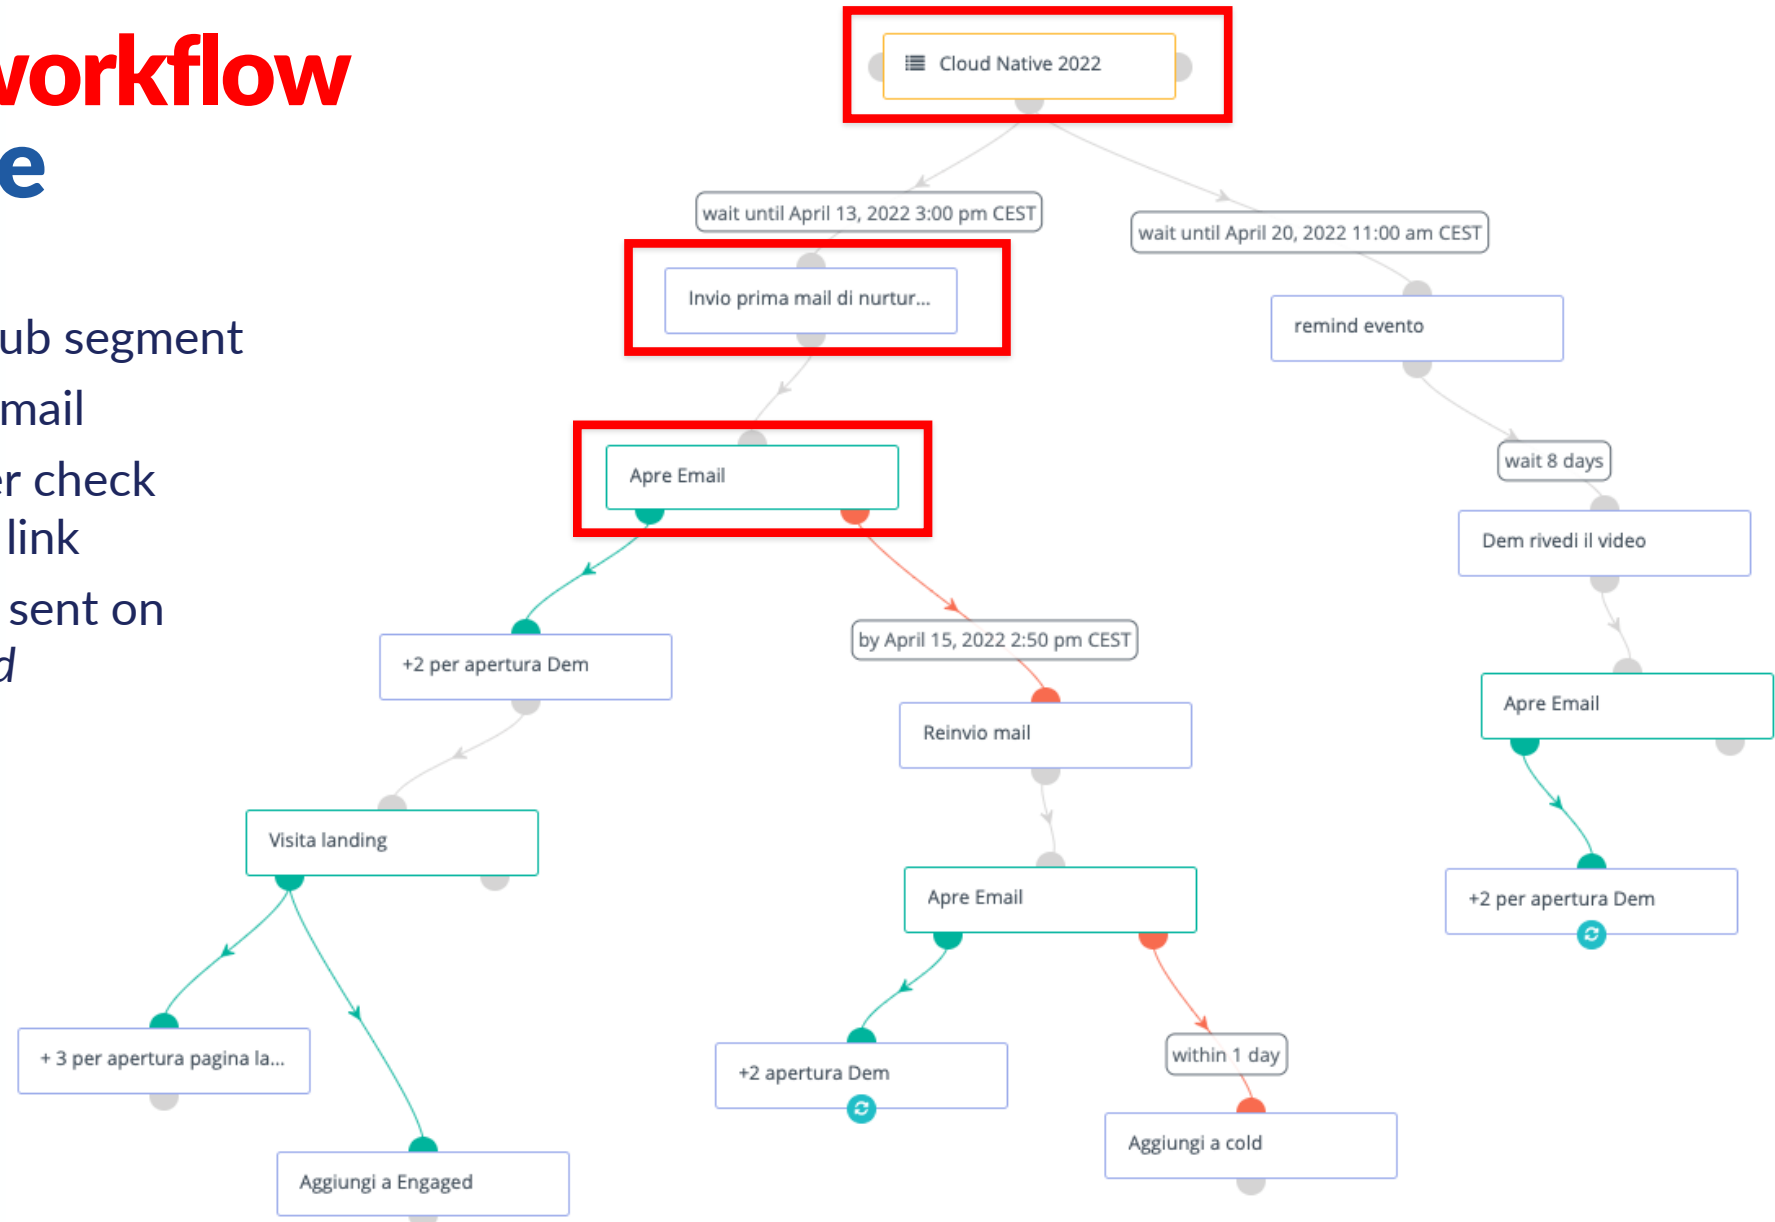 workflow
e
ub segment
mail
er check
link
sent on
d
Cloud Native 2022
wait until April 13, 2022 3:00 pm CEST
wait until April 20, 2022 11:00 am CEST
Invio prima mail di nurtur...
remind evento
Apre Email
wait 8 days
Dem rivedi il video
by April 15, 2022 2:50 pm CEST
+2 per apertura Dem
Reinvio mail
Apre Email
Visita landing
Apre Email
+2 per apertura Dem
+ 3 per apertura pagina la...
within 1 day
+2 apertura Dem
Aggiungi a cold
Aggiungi a Engaged